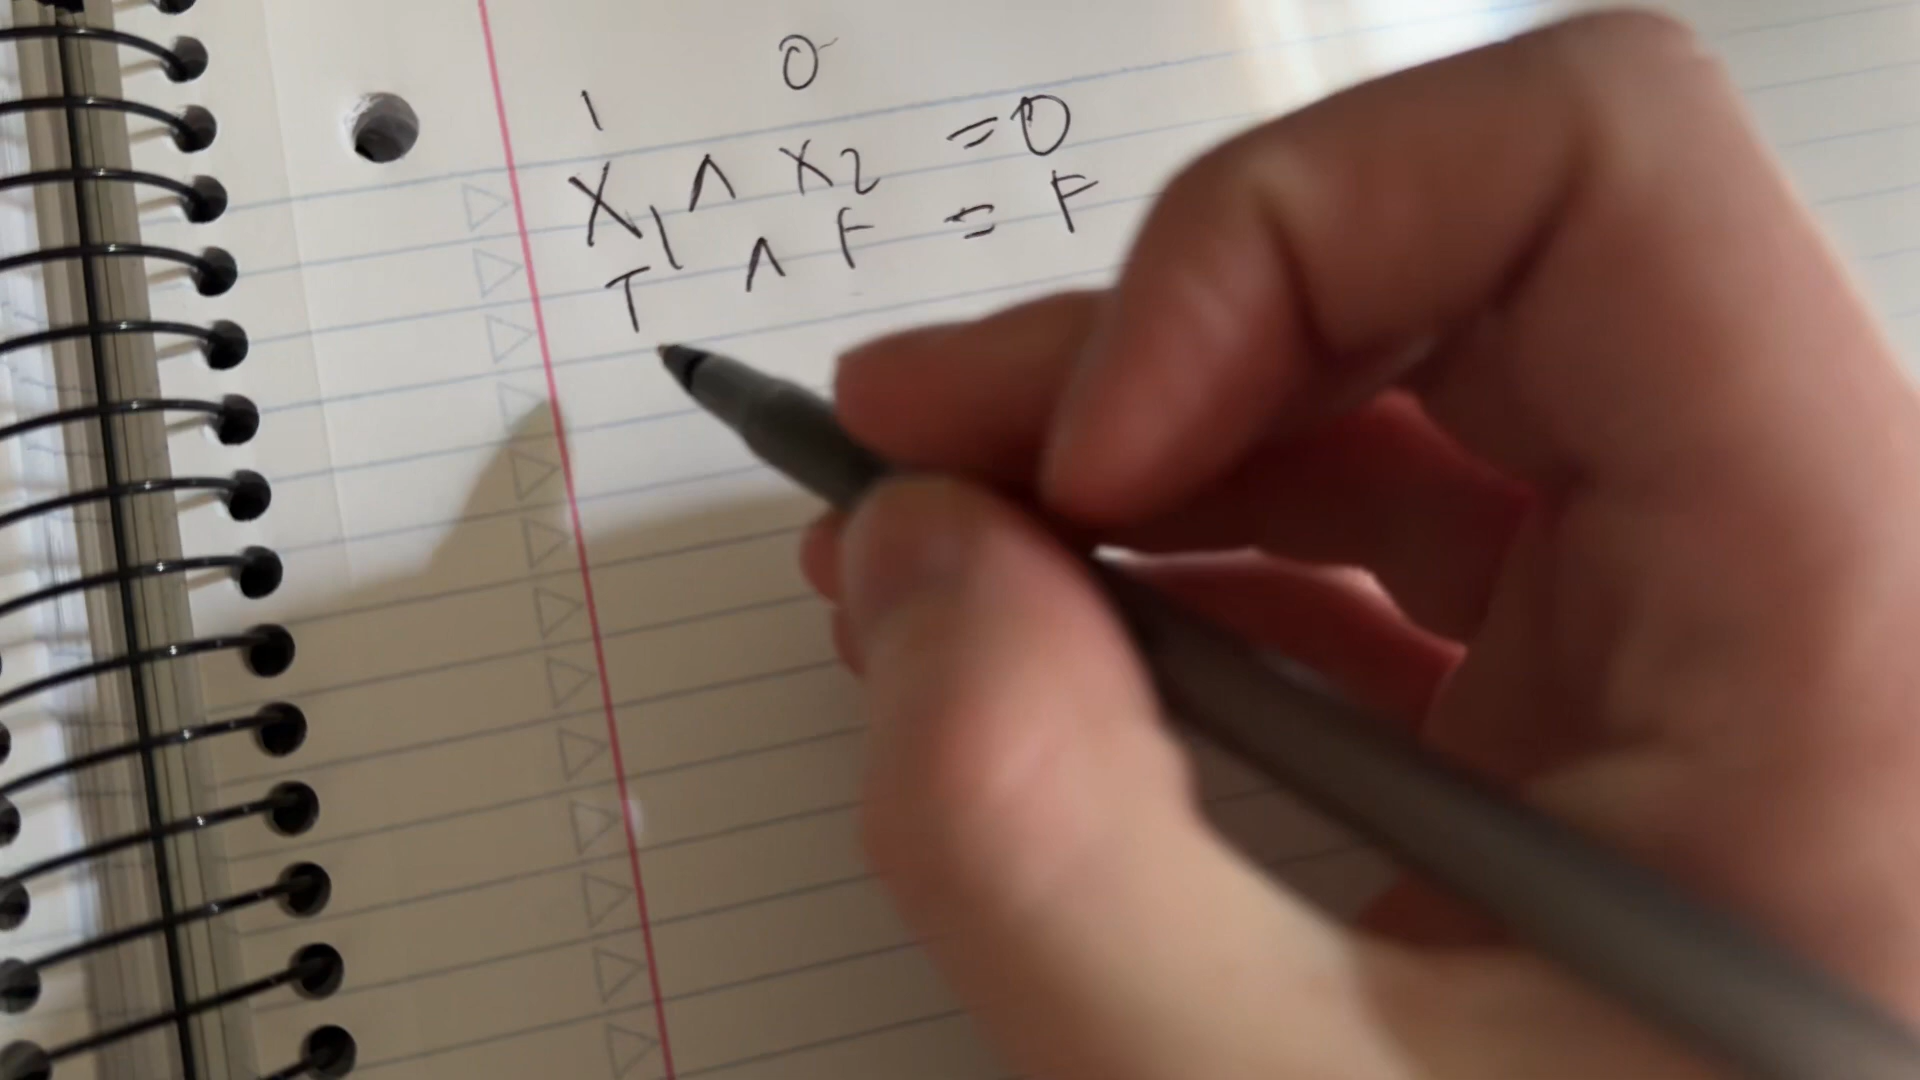 1 0
X1 ∧ X2 = 0
T ∧ F = F